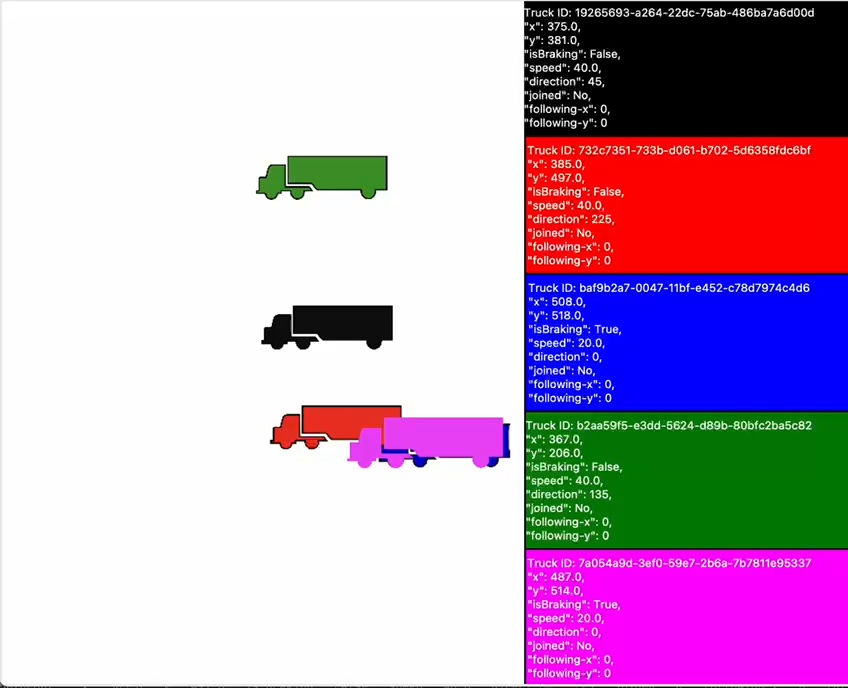 Truck ID: 19265693-a264-22dc-75ab-486ba7a6d00d
"x": 375.0,
"y": 381.0,
"isBraking": False,
"speed": 40.0,
"direction": 45,
"joined": No,
"following-x": 0,
"following-y": 0
Truck ID: 732c7351-733b-d061-b702-5d6358fdc6bf
"x": 385.0,
"y": 497.0,
"isBraking": False,
"speed": 40.0,
"direction": 225,
"joined": No,
"following-x": 0,
"following-y": 0
Truck ID: baf9b2a7-0047-11bf-e452-c78d7974c4d6
"x": 508.0,
"y": 518.0,
"isBraking": True,
"speed": 20.0,
"direction": 0,
"joined": No,
"following-x": 0,
"following-y": 0
Truck ID: b2aa59f5-e3dd-5624-d89b-80bfc2ba5c82
"x": 367.0,
"y": 206.0,
"isBraking": False,
"speed": 40.0,
"direction": 135,
"joined": No,
"following-x": 0,
"following-y": 0
Truck ID: 7a054a9d-3ef0-59e7-2b6a-7b7811e95337
"x": 487.0,
"y": 514.0,
"isBraking": True,
"speed": 20.0,
"direction": 0,
"joined": No,
"following-x": 0,
"following-y": 0